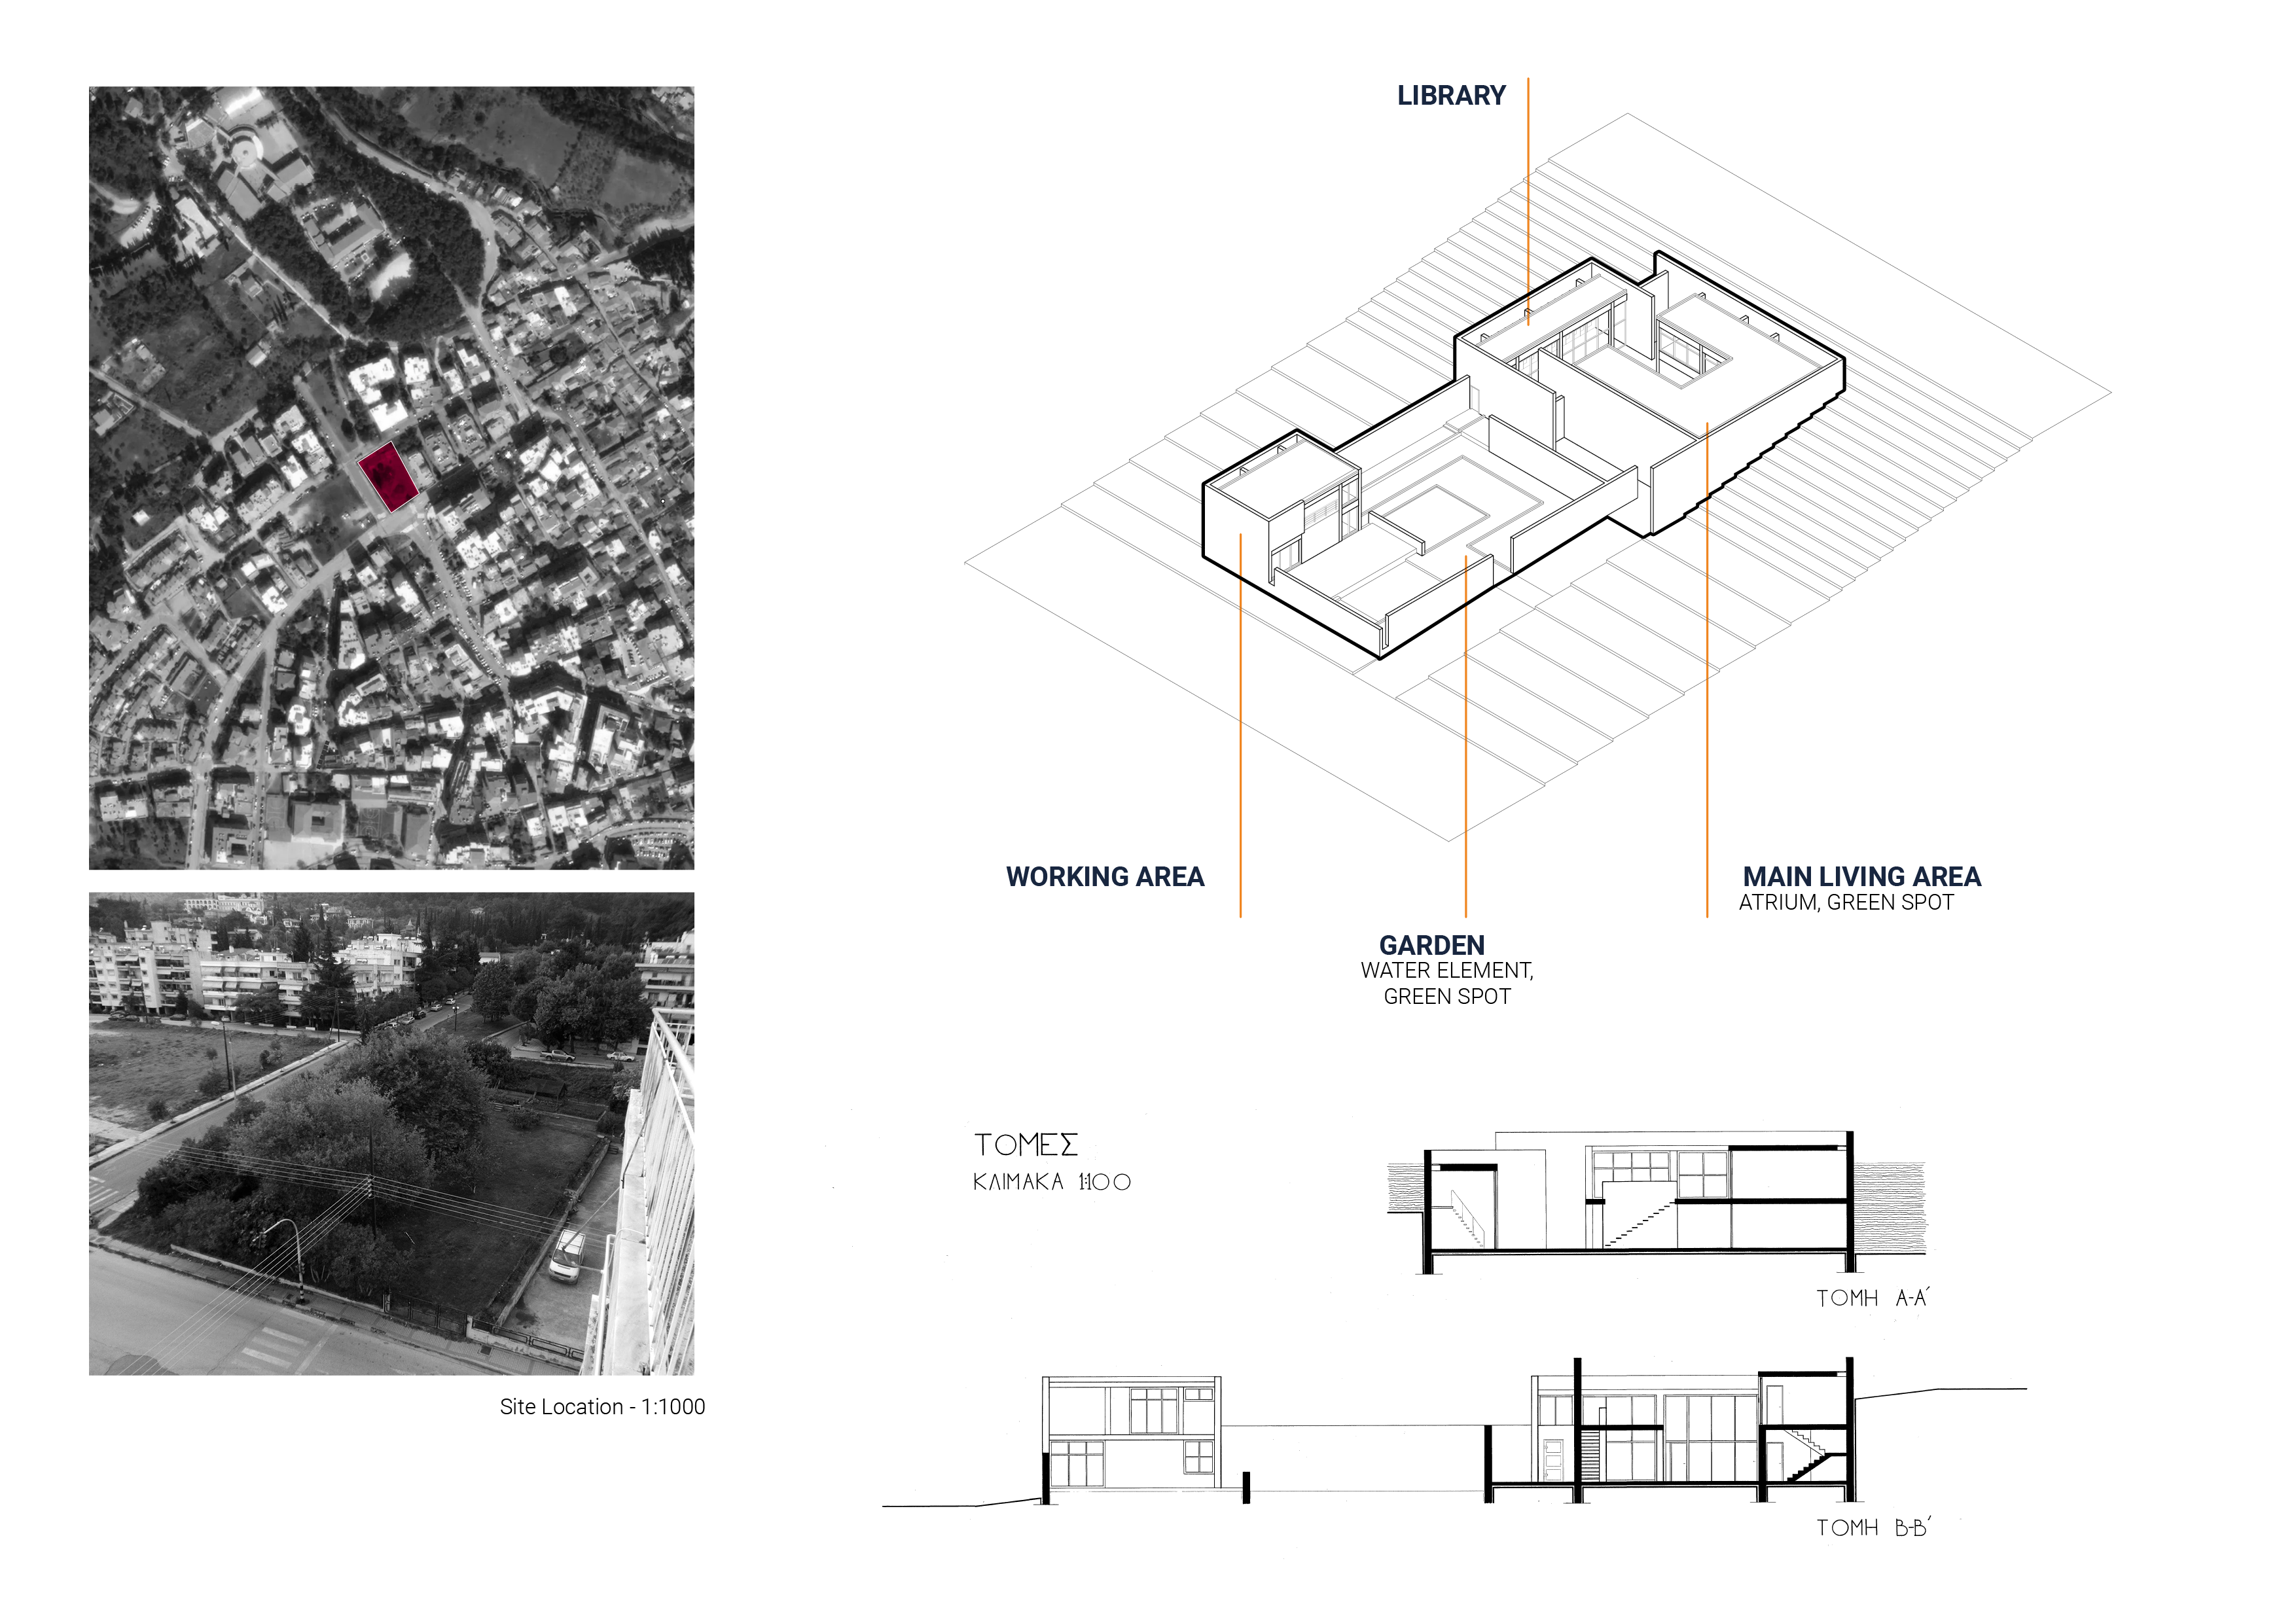 LIBRARY
WORKING AREA
MAIN LIVING AREA
ATRIUM, GREEN SPOT
GARDEN
WATER ELEMENT,
GREEN SPOT
ΤΟΜΕΣ
ΚΛΙΜΑΚΑ 1:100
ΤΟΜΗ Α-Α΄
Site Location - 1:1000
ΤΟΜΗ Β-Β΄